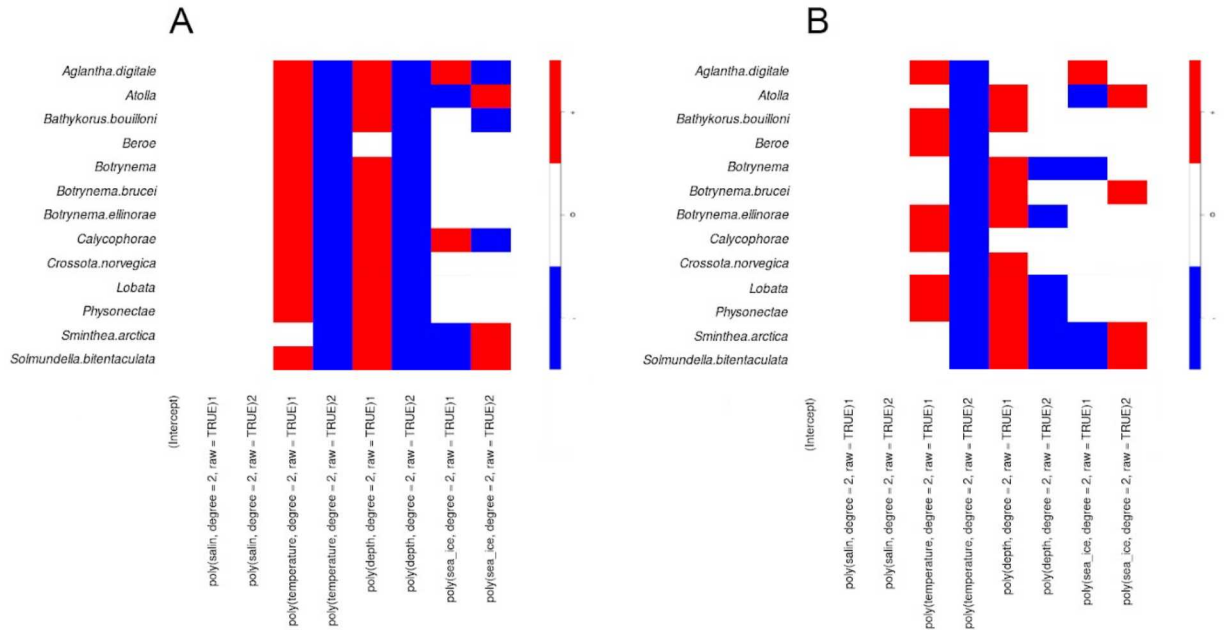 A
Aglantha.digitale
Atolla
Bathykorus.bouilloni
Beroe
Botrynema
Botrynema.brucei
Botrynema.ellinorae
Calycophorae
Crossota.norvegica
Lobata
Physonectae
Sminthea.arctica
Solmundella.bitentaculata
(Intercept)
poly(salin, degree = 2, raw = TRUE)1
poly(salin, degree = 2, raw = TRUE)2
poly(temperature, degree = 2, raw = TRUE)1
poly(temperature, degree = 2, raw = TRUE)2
poly(depth, degree = 2, raw = TRUE)1
poly(depth, degree = 2, raw = TRUE)2
poly(sea_ice, degree = 2, raw = TRUE)1
poly(sea_ice, degree = 2, raw = TRUE)2
+
0
-
B
Aglantha.digitale
Atolla
Bathykorus.bouilloni
Beroe
Botrynema
Botrynema.brucei
Botrynema.ellinorae
Calycophorae
Crossota.norvegica
Lobata
Physonectae
Sminthea.arctica
Solmundella.bitentaculata
(Intercept)
poly(salin, degree = 2, raw = TRUE)1
poly(salin, degree = 2, raw = TRUE)2
poly(temperature, degree = 2, raw = TRUE)1
poly(temperature, degree = 2, raw = TRUE)2
poly(depth, degree = 2, raw = TRUE)1
poly(depth, degree = 2, raw = TRUE)2
poly(sea_ice, degree = 2, raw = TRUE)1
poly(sea_ice, degree = 2, raw = TRUE)2
+
0
-